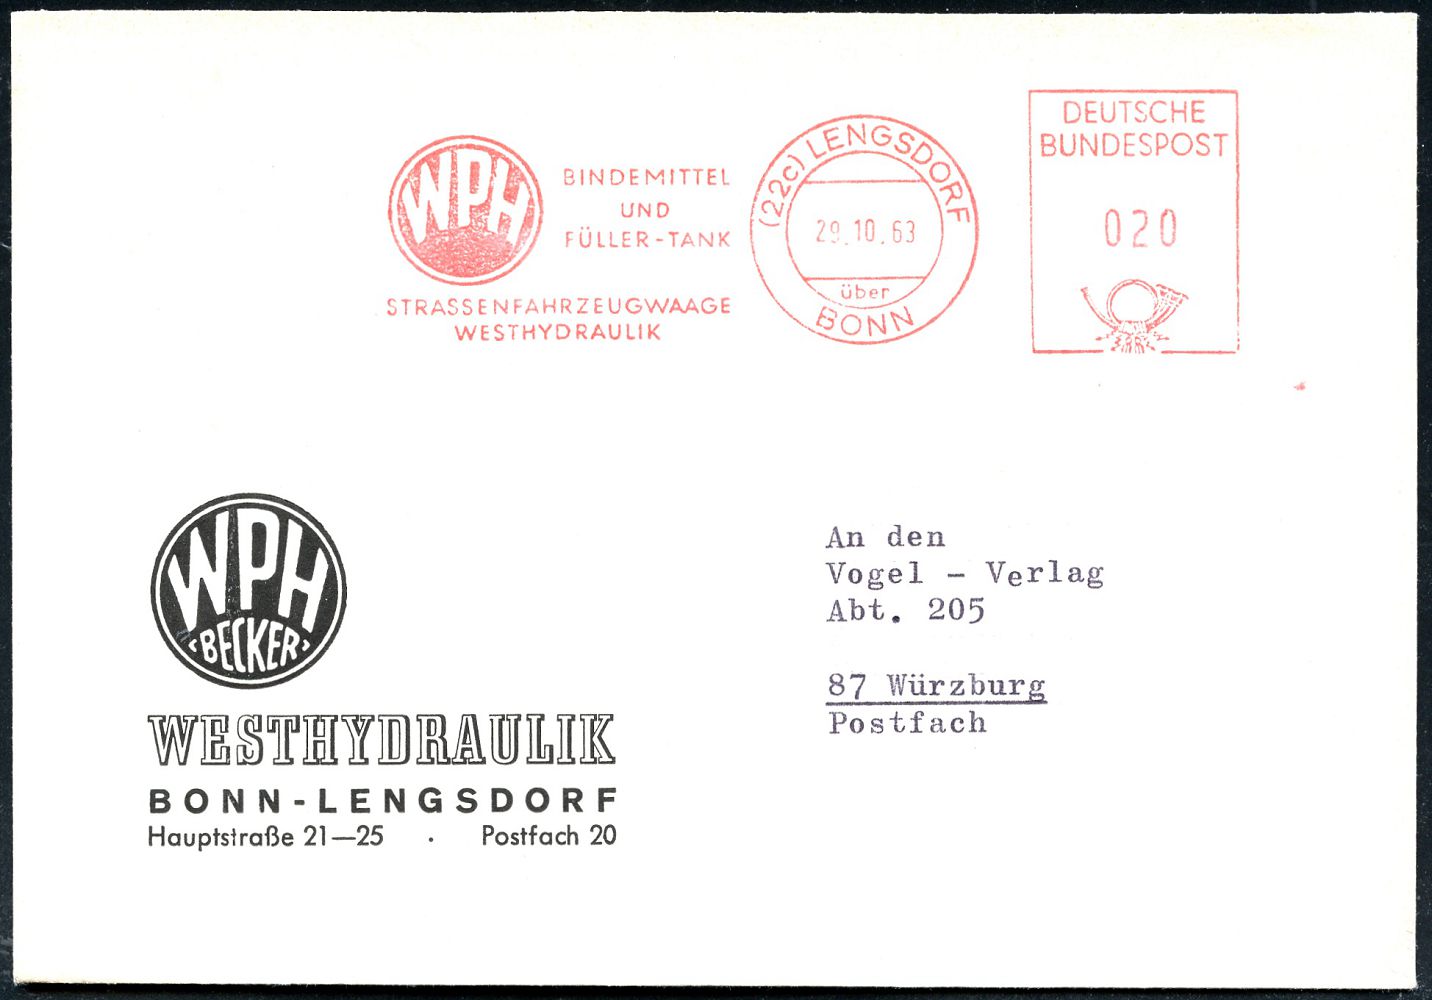 WPH
BINDEMITTEL
UND
FÜLLER-TANK
STRASSENFAHRZEUGWAAGE
WESTHYDRAULIK
(22c) LENGSDORF
29.10.63
über
BONN
DEUTSCHE
BUNDESPOST
020
WPH
‹BECKER›
WESTHYDRAULIK
BONN-LENGSDORF
Hauptstraße 21—25 · Postfach 20
An den
Vogel - Verlag
Abt. 205
87 Würzburg
Postfach